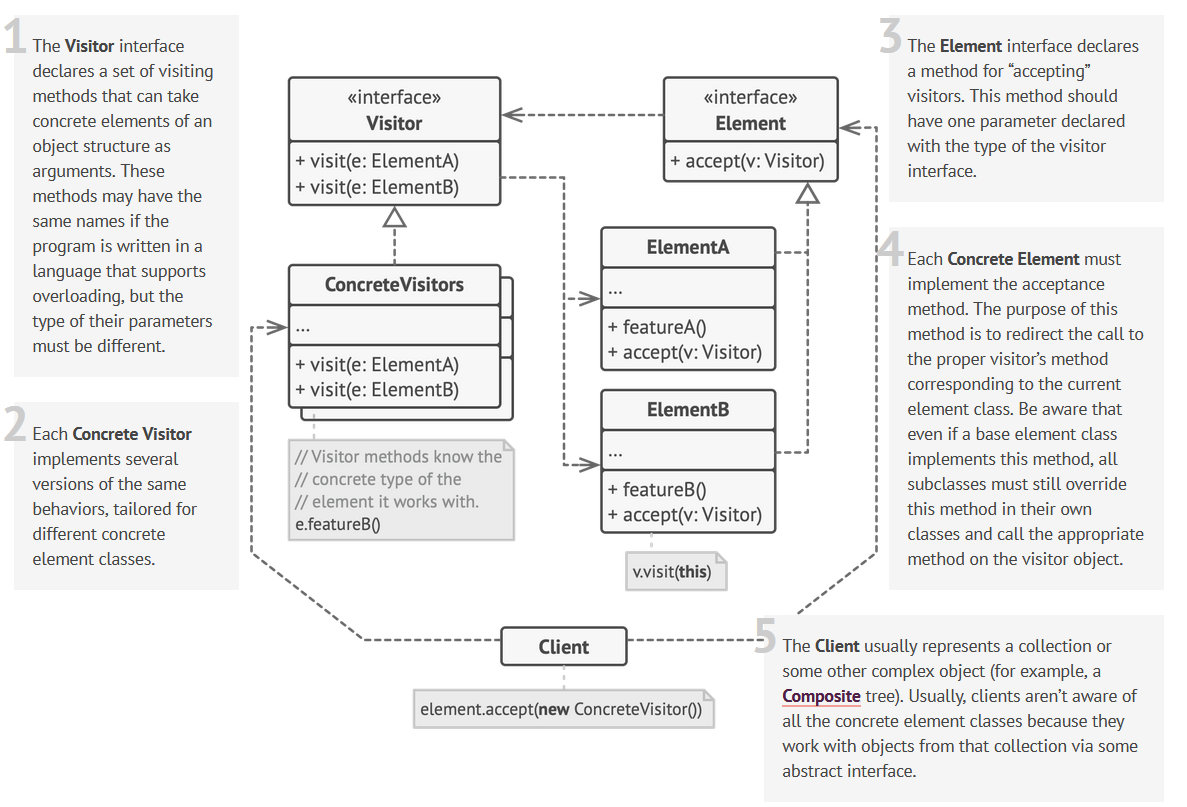 1
The Visitor interface
declares a set of visiting
methods that can take
concrete elements of an
object structure as
arguments. These
methods may have the
same names if the
program is written in a
language that supports
overloading, but the
type of their parameters
must be different.
2
Each Concrete Visitor
implements several
versions of the same
behaviors, tailored for
different concrete
element classes.
«interface»
Visitor
+ visit(e: ElementA)
+ visit(e: ElementB)
ConcreteVisitors
...
+ visit(e: ElementA)
+ visit(e: ElementB)
// Visitor methods know the
// concrete type of the
// element it works with.
e.featureB()
«interface»
Element
+ accept(v: Visitor)
ElementA
...
+ featureA()
+ accept(v: Visitor)
ElementB
...
+ featureB()
+ accept(v: Visitor)
v.visit(this)
Client
element.accept(new ConcreteVisitor())
3
The Element interface declares
a method for “accepting”
visitors. This method should
have one parameter declared
with the type of the visitor
interface.
4
Each Concrete Element must
implement the acceptance
method. The purpose of this
method is to redirect the call to
the proper visitor’s method
corresponding to the current
element class. Be aware that
even if a base element class
implements this method, all
subclasses must still override
this method in their own
classes and call the appropriate
method on the visitor object.
5
The Client usually represents a collection or
some other complex object (for example, a
Composite tree). Usually, clients aren’t aware of
all the concrete element classes because they
work with objects from that collection via some
abstract interface.